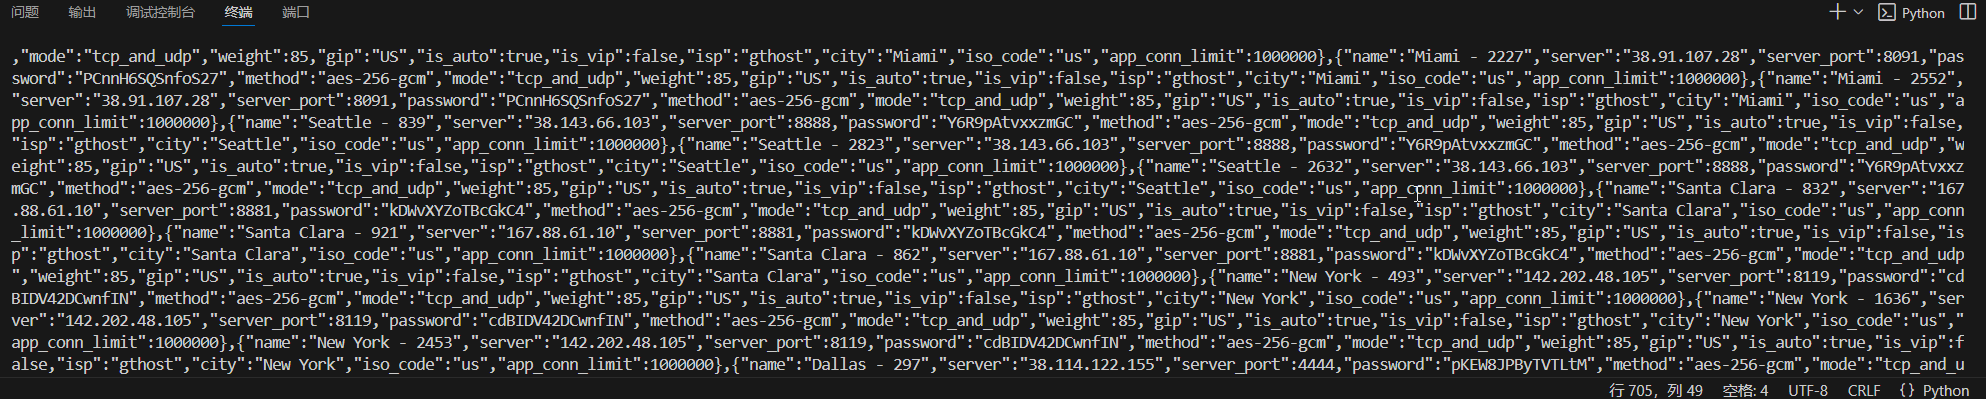 问题 输出 调试控制台 终端 端口 Python
,"mode":"tcp_and_udp","weight":85,"gip":"US","is_auto":true,"is_vip":false,"isp":"gthost","city":"Miami","iso_code":"us","app_conn_limit":1000000},{"name":"Miami - 2227","server":"38.91.107.28","server_port":8091,"pas
sword":"PCnnH6SQSnfoS27","method":"aes-256-gcm","mode":"tcp_and_udp","weight":85,"gip":"US","is_auto":true,"is_vip":false,"isp":"gthost","city":"Miami","iso_code":"us","app_conn_limit":1000000},{"name":"Miami - 2552",
"server":"38.91.107.28","server_port":8091,"password":"PCnnH6SQSnfoS27","method":"aes-256-gcm","mode":"tcp_and_udp","weight":85,"gip":"US","is_auto":true,"is_vip":false,"isp":"gthost","city":"Miami","iso_code":"us","a
pp_conn_limit":1000000},{"name":"Seattle - 839","server":"38.143.66.103","server_port":8888,"password":"Y6R9pAtvxxzmGC","method":"aes-256-gcm","mode":"tcp_and_udp","weight":85,"gip":"US","is_auto":true,"is_vip":false,
"isp":"gthost","city":"Seattle","iso_code":"us","app_conn_limit":1000000},{"name":"Seattle - 2823","server":"38.143.66.103","server_port":8888,"password":"Y6R9pAtvxxzmGC","method":"aes-256-gcm","mode":"tcp_and_udp","w
eight":85,"gip":"US","is_auto":true,"is_vip":false,"isp":"gthost","city":"Seattle","iso_code":"us","app_conn_limit":1000000},{"name":"Seattle - 2632","server":"38.143.66.103","server_port":8888,"password":"Y6R9pAtvxxz
mGC","method":"aes-256-gcm","mode":"tcp_and_udp","weight":85,"gip":"US","is_auto":true,"is_vip":false,"isp":"gthost","city":"Seattle","iso_code":"us","app_conn_limit":1000000},{"name":"Santa Clara - 832","server":"167
.88.61.10","server_port":8881,"password":"kDWvXYZoTBcGkC4","method":"aes-256-gcm","mode":"tcp_and_udp","weight":85,"gip":"US","is_auto":true,"is_vip":false,"isp":"gthost","city":"Santa Clara","iso_code":"us","app_conn
_limit":1000000},{"name":"Santa Clara - 921","server":"167.88.61.10","server_port":8881,"password":"kDWvXYZoTBcGkC4","method":"aes-256-gcm","mode":"tcp_and_udp","weight":85,"gip":"US","is_auto":true,"is_vip":false,"is
p":"gthost","city":"Santa Clara","iso_code":"us","app_conn_limit":1000000},{"name":"Santa Clara - 862","server":"167.88.61.10","server_port":8881,"password":"kDWvXYZoTBcGkC4","method":"aes-256-gcm","mode":"tcp_and_udp
","weight":85,"gip":"US","is_auto":true,"is_vip":false,"isp":"gthost","city":"Santa Clara","iso_code":"us","app_conn_limit":1000000},{"name":"New York - 493","server":"142.202.48.105","server_port":8119,"password":"cd
BIDV42DCwnfIN","method":"aes-256-gcm","mode":"tcp_and_udp","weight":85,"gip":"US","is_auto":true,"is_vip":false,"isp":"gthost","city":"New York","iso_code":"us","app_conn_limit":1000000},{"name":"New York - 1636","ser
ver":"142.202.48.105","server_port":8119,"password":"cdBIDV42DCwnfIN","method":"aes-256-gcm","mode":"tcp_and_udp","weight":85,"gip":"US","is_auto":true,"is_vip":false,"isp":"gthost","city":"New York","iso_code":"us","
app_conn_limit":1000000},{"name":"New York - 2453","server":"142.202.48.105","server_port":8119,"password":"cdBIDV42DCwnfIN","method":"aes-256-gcm","mode":"tcp_and_udp","weight":85,"gip":"US","is_auto":true,"is_vip":f
alse,"isp":"gthost","city":"New York","iso_code":"us","app_conn_limit":1000000},{"name":"Dallas - 297","server":"38.114.122.155","server_port":4444,"password":"pKEW8JPByTVTLtM","method":"aes-256-gcm","mode":"tcp_and_u
行 705，列 49 空格: 4 UTF-8 CRLF {} Python